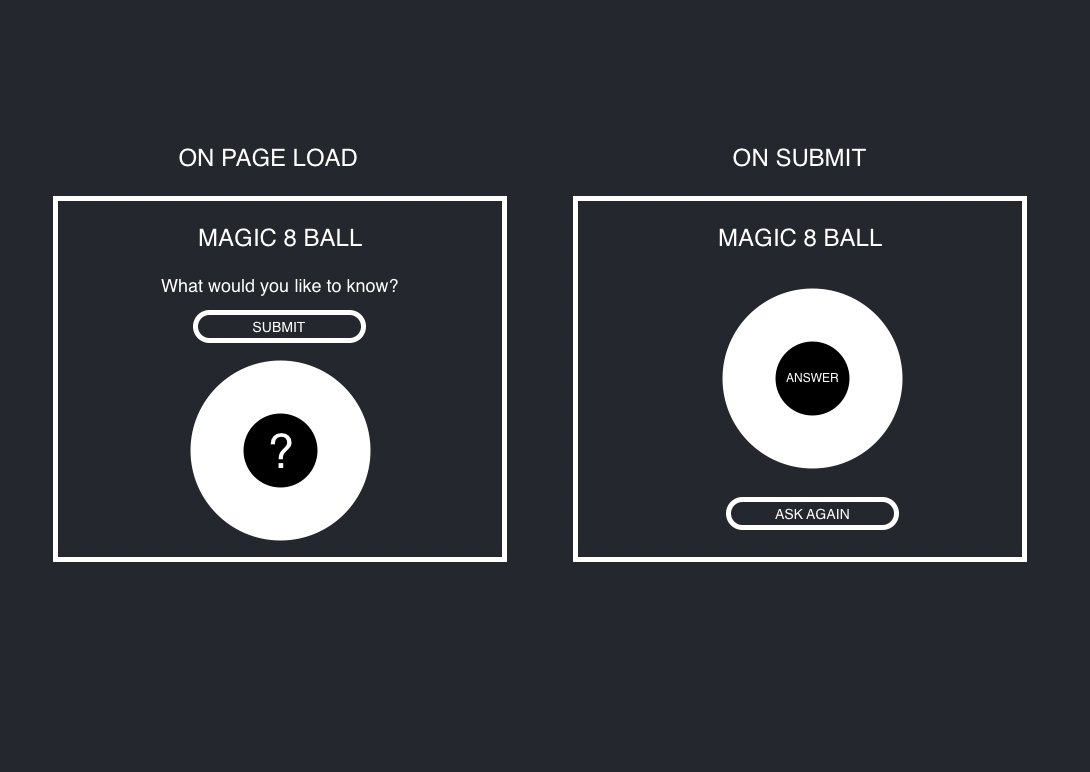 ON PAGE LOAD
MAGIC 8 BALL
What would you like to know?
SUBMIT
?
ON SUBMIT
MAGIC 8 BALL
ANSWER
ASK AGAIN